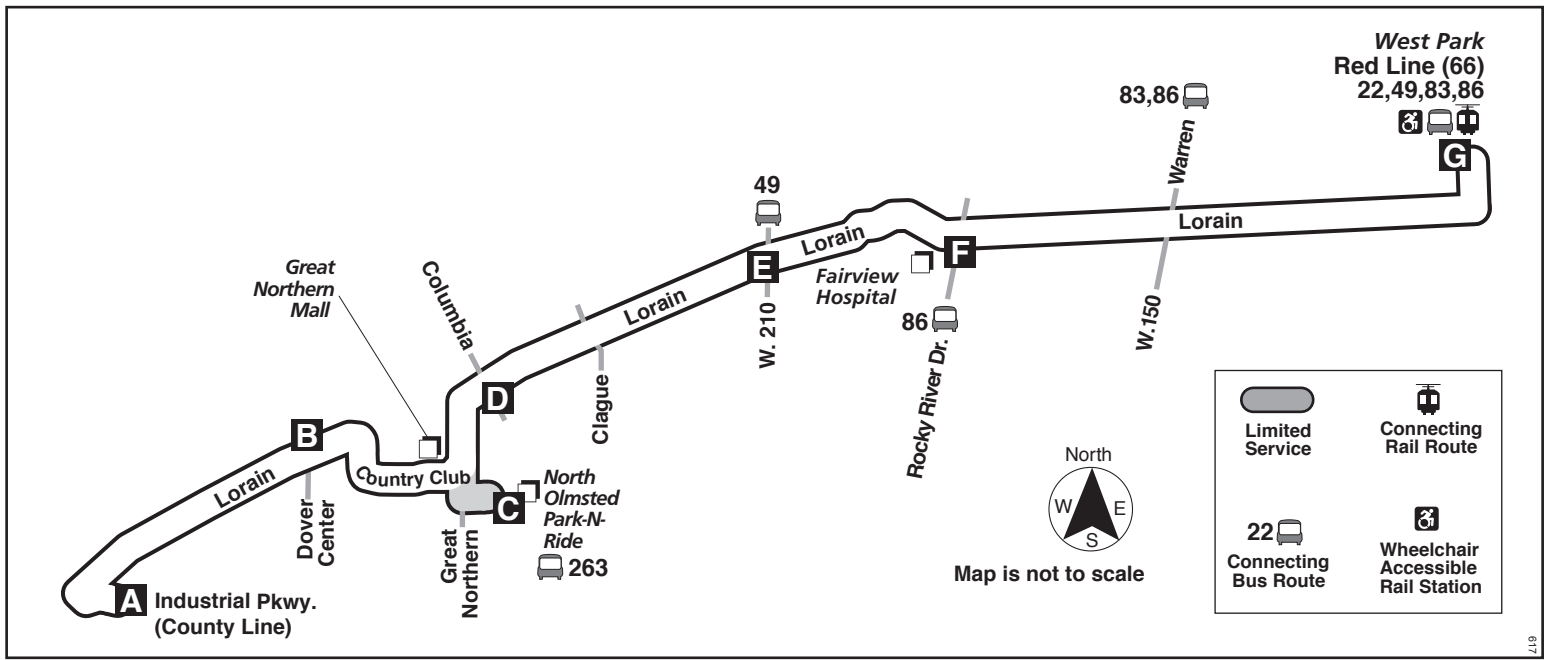 West Park
Red Line (66)
22,49,83,86
G
83,86
Warren
Lorain
49
Lorain
E
W. 210
Fairview
Hospital
F
86
Rocky River Dr.
W.150
Great
Northern
Mall
Columbia
Lorain
D
Clague
B
Lorain
Dover
Center
Country Club
C
North
Olmsted
Park-N-
Ride
263
Great
Northern
A
Industrial Pkwy.
(County Line)
North
W
E
S
Map is not to scale
Limited
Service
Connecting
Rail Route
22
Connecting
Bus Route
Wheelchair
Accessible
Rail Station
617